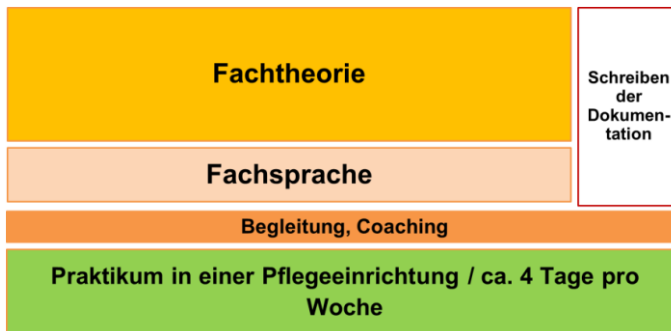 Fachtheorie
Schreiben
der
Dokumen-
tation
Fachsprache
Begleitung, Coaching
Praktikum in einer Pflegeeinrichtung / ca. 4 Tage pro
Woche